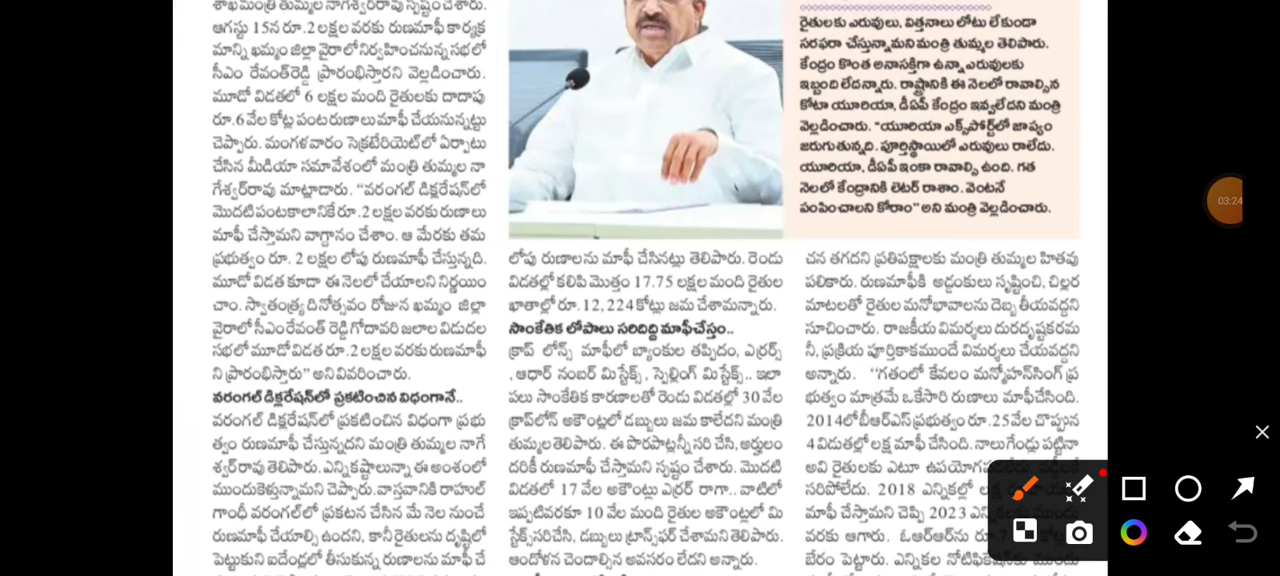 శాఖమంత్రి తుమ్మల నాగేశ్వర్‌రావు స్పష్టంచేశారు.
ఆగస్టు 15న రూ.2 లక్షల వరకు రుణమాఫీ కార్యక్ర
మాన్ని ఖమ్మం జిల్లా వైరాలో నిర్వహించనున్న సభలో
సీఎం రేవంత్‌రెడ్డి ప్రారంభిస్తారని వెల్లడించారు.
మూడో విడతలో 6 లక్షల మంది రైతులకు దాదాపు
రూ.6 వేల కోట్ల పంట రుణాలు మాఫీ చేయనున్నట్టు
చెప్పారు. మంగళవారం సెక్రటేరియెట్‌లో ఏర్పాటు
చేసిన మీడియా సమావేశంలో మంత్రి తుమ్మల నా
గేశ్వర్‌రావు మాట్లాడారు. “వరంగల్ డిక్లరేషన్‌లో
మొదటి పంటకాలానికే రూ.2 లక్షల వరకు రుణాలు
మాఫీ చేస్తామని వాగ్దానం చేశాం. ఆ మేరకు తమ
ప్రభుత్వం రూ. 2 లక్షల లోపు రుణమాఫీ చేస్తున్నది.
మూడో విడత కూడా ఈ నెలలో చేయాలని నిర్ణయిం
చాం. స్వాతంత్ర్య దినోత్సవం రోజున ఖమ్మం జిల్లా
వైరాలో సీఎం రేవంత్ రెడ్డి గోదావరి జలాల విడుదల
సభలో మూడో విడత రూ.2 లక్షల వరకు రుణమాఫీ
ని ప్రారంభిస్తారు” అని వివరించారు.
వరంగల్ డిక్లరేషన్‌లో ప్రకటించిన విధంగానే..
వరంగల్ డిక్లరేషన్‌లో ప్రకటించిన విధంగా ప్రభు
త్వం రుణమాఫీ చేస్తున్నదని మంత్రి తుమ్మల నాగే
శ్వర్‌రావు తెలిపారు. ఎన్ని కష్టాలున్నా ఈ అంశంలో
ముందుకెళ్తున్నామని చెప్పారు. వాస్తవానికి రాహుల్
గాంధీ వరంగల్‌లో ప్రకటన చేసిన మే నెల నుంచే
రుణమాఫీ చేయాల్సి ఉందని, కానీ రైతులను దృష్టిలో
పెట్టుకుని ఐదేండ్లలో తీసుకున్న రుణాలను మాఫీ చే
లోపు రుణాలను మాఫీ చేసినట్లు తెలిపారు. రెండు
విడతల్లో కలిపి మొత్తం 17.75 లక్షల మంది రైతుల
ఖాతాల్లో రూ. 12,224 కోట్లు జమ చేశామన్నారు.
సాంకేతిక లోపాలు సరిదిద్ది మాఫీచేస్తం..
క్రాప్ లోన్స్ మాఫీలో బ్యాంకుల తప్పిదం, ఎర్రర్స్
, ఆధార్ నంబర్ మిస్టేక్స్, స్పెల్లింగ్ మిస్టేక్స్.. ఇలా
పలు సాంకేతిక కారణాలతో రెండు విడతల్లో 30 వేల
క్రాప్‌లోన్ అకౌంట్లలో డబ్బులు జమ కాలేదని మంత్రి
తుమ్మల తెలిపారు. ఈ పొరపాట్లన్నీ సరి చేసి, అర్హులం
దరికీ రుణమాఫీ చేస్తామని స్పష్టం చేశారు. మొదటి
విడతలో 17 వేల అకౌంట్లు ఎర్రర్ రాగా.. వాటిలో
ఇప్పటివరకూ 10 వేల మంది రైతుల అకౌంట్లలో మి
స్టేక్స్ సరిచేసి, డబ్బులు ట్రాన్స్‌ఫర్ చేశామని తెలిపారు.
ఆందోళన చెందాల్సిన అవసరం లేదని అన్నారు.
రైతులకు ఎరువులు, విత్తనాలు లోటు లేకుండా
సరఫరా చేస్తున్నామని మంత్రి తుమ్మల తెలిపారు.
కేంద్రం కొంత అనాసక్తిగా ఉన్నా ఎరువులకు
ఇబ్బంది లేదన్నారు. రాష్ట్రానికి ఈ నెలలో రావాల్సిన
కోటా యూరియా, డీఏపీ కేంద్రం ఇవ్వలేదని మంత్రి
వెల్లడించారు. “యూరియా ఎక్స్‌పోర్ట్‌లో జాప్యం
జరుగుతున్నది. పూర్తిస్థాయిలో ఎరువులు రాలేదు.
యూరియా, డీఏపీ ఇంకా రావాల్సి ఉంది. గత
నెలలో కేంద్రానికి లెటర్ రాశాం. వెంటనే
పంపించాలని కోరాం” అని మంత్రి వెల్లడించారు.
చన తగదని ప్రతిపక్షాలకు మంత్రి తుమ్మల హితవు
పలికారు. రుణమాఫీకి అడ్డంకులు సృష్టించి, చిల్లర
మాటలతో రైతుల మనోభావాలను దెబ్బ తీయవద్దని
సూచించారు. రాజకీయ విమర్శలు దురదృష్టకరమ
నీ, ప్రక్రియ పూర్తికాకముందే విమర్శలు చేయవద్దని
అన్నారు. “గతంలో కేవలం మన్మోహన్‌సింగ్ ప్ర
భుత్వం మాత్రమే ఒకేసారి రుణాలు మాఫీచేసింది.
2014లో బీఆర్ఎస్ ప్రభుత్వం రూ.25వేల చొప్పున
4 విడుతల్లో లక్ష మాఫీ చేసింది. నాలుగేండ్లు పట్టినా
అవి రైతులకు ఎటూ
సరిపోలేదు. 2018 ఎన్నికల్లో
మాఫీ చేస్తామని చెప్పి 2023
వరకు ఆగారు. ఓఆర్ఆర్‌ను
బేరం పెట్టారు. ఎన్నికల నోటిఫికేషన్‌కు ముందు
03:24